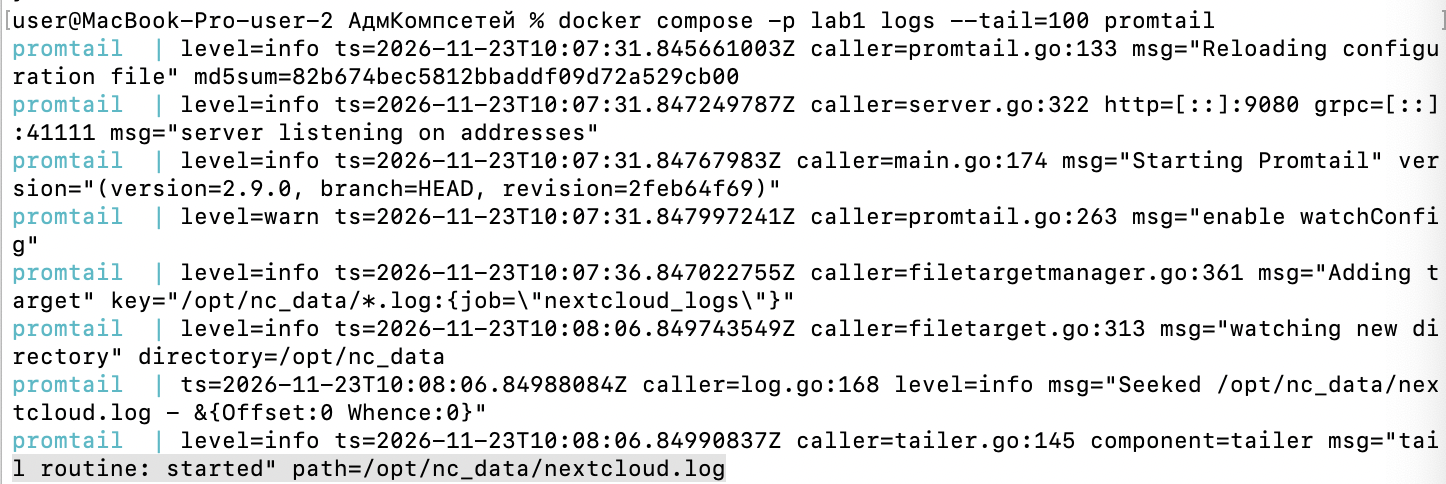 [user@MacBook-Pro-user-2 АдмКомпсетей % docker compose -p lab1 logs --tail=100 promtail ]
promtail  | level=info ts=2026-11-23T10:07:31.845661003Z caller=promtail.go:133 msg="Reloading configu
ration file" md5sum=82b674bec5812bbaddf09d72a529cb00
promtail  | level=info ts=2026-11-23T10:07:31.847249787Z caller=server.go:322 http=[::]:9080 grpc=[::]
:41111 msg="server listening on addresses"
promtail  | level=info ts=2026-11-23T10:07:31.84767983Z caller=main.go:174 msg="Starting Promtail" ver
sion="(version=2.9.0, branch=HEAD, revision=2feb64f69)"
promtail  | level=warn ts=2026-11-23T10:07:31.847997241Z caller=promtail.go:263 msg="enable watchConfi
g"
promtail  | level=info ts=2026-11-23T10:07:36.847022755Z caller=filetargetmanager.go:361 msg="Adding t
arget" key="/opt/nc_data/*.log:{job=\"nextcloud_logs\"}"
promtail  | level=info ts=2026-11-23T10:08:06.849743549Z caller=filetarget.go:313 msg="watching new di
rectory" directory=/opt/nc_data
promtail  | ts=2026-11-23T10:08:06.84988084Z caller=log.go:168 level=info msg="Seeked /opt/nc_data/nex
tcloud.log - &{Offset:0 Whence:0}"
promtail  | level=info ts=2026-11-23T10:08:06.84990837Z caller=tailer.go:145 component=tailer msg="tai
l routine: started" path=/opt/nc_data/nextcloud.log